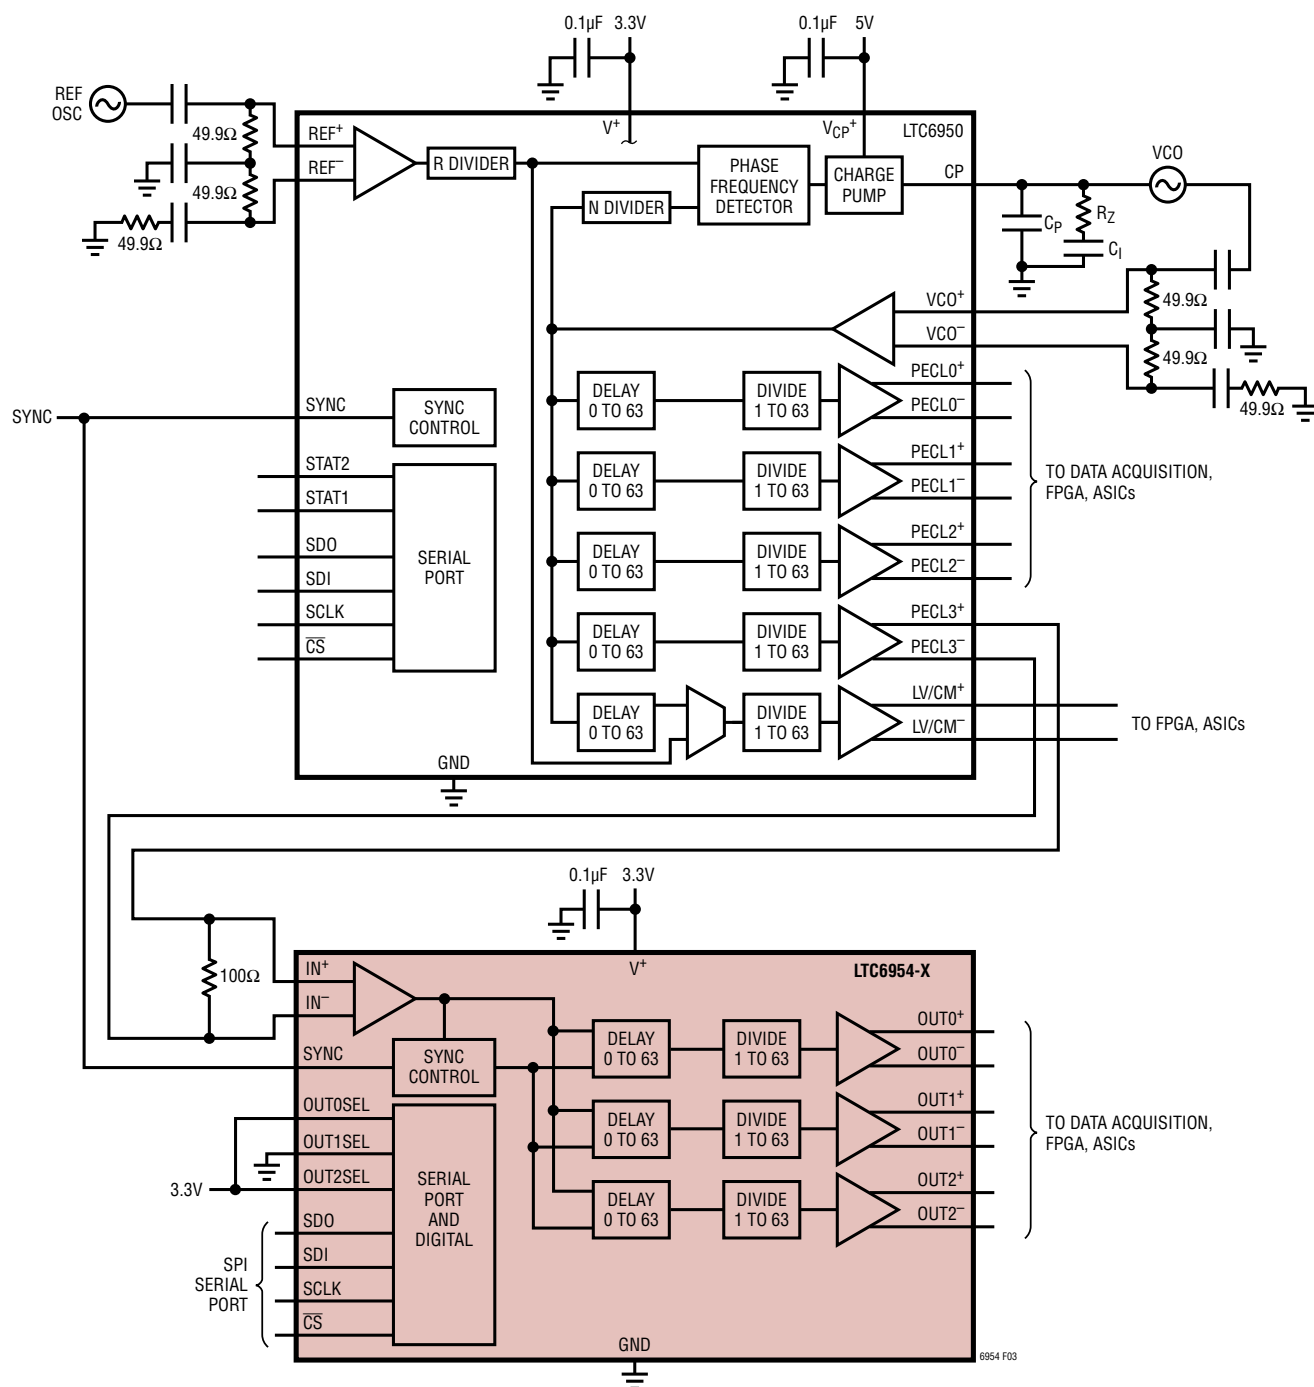 0.1µF 3.3V
0.1µF 5V
REF
OSC
49.9Ω
49.9Ω
49.9Ω
V+
VCP+
LTC6950
REF+
REF–
R DIVIDER
N DIVIDER
PHASE
FREQUENCY
DETECTOR
CHARGE
PUMP
CP
VCO
CP
RZ
CI
VCO+
VCO–
49.9Ω
49.9Ω
49.9Ω
SYNC
SYNC
SYNC
CONTROL
STAT2
STAT1
SDO
SDI
SCLK
CS
SERIAL
PORT
DELAY
0 TO 63
DIVIDE
1 TO 63
PECL0+
PECL0–
DELAY
0 TO 63
DIVIDE
1 TO 63
PECL1+
PECL1–
DELAY
0 TO 63
DIVIDE
1 TO 63
PECL2+
PECL2–
TO DATA ACQUISITION,
FPGA, ASICs
DELAY
0 TO 63
DIVIDE
1 TO 63
PECL3+
PECL3–
DELAY
0 TO 63
DIVIDE
1 TO 63
LV/CM+
LV/CM–
TO FPGA, ASICs
GND
0.1µF 3.3V
100Ω
V+
LTC6954-X
IN+
IN–
SYNC
SYNC
CONTROL
OUT0SEL
OUT1SEL
OUT2SEL
3.3V
SDO
SDI
SCLK
CS
SPI
SERIAL
PORT
SERIAL
PORT
AND
DIGITAL
DELAY
0 TO 63
DIVIDE
1 TO 63
OUT0+
OUT0–
DELAY
0 TO 63
DIVIDE
1 TO 63
OUT1+
OUT1–
DELAY
0 TO 63
DIVIDE
1 TO 63
OUT2+
OUT2–
TO DATA ACQUISITION,
FPGA, ASICs
GND
6954 F03